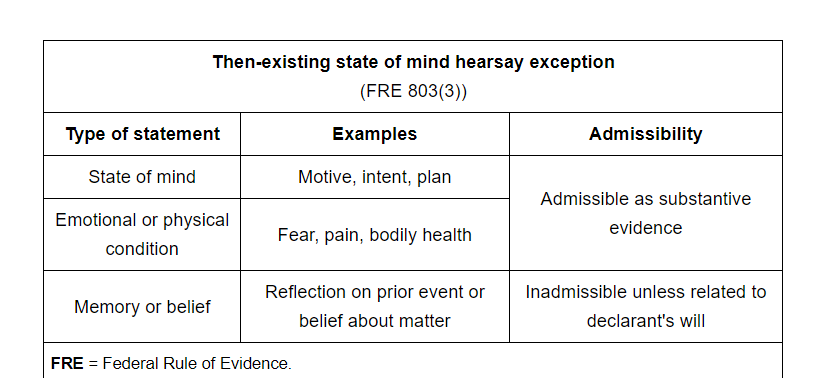 Then-existing state of mind hearsay exception
(FRE 803(3))
Type of statement
Examples
Admissibility
State of mind
Motive, intent, plan
Admissible as substantive
evidence
Emotional or physical
condition
Fear, pain, bodily health
Memory or belief
Reflection on prior event or
belief about matter
Inadmissible unless related to
declarant's will
FRE = Federal Rule of Evidence.